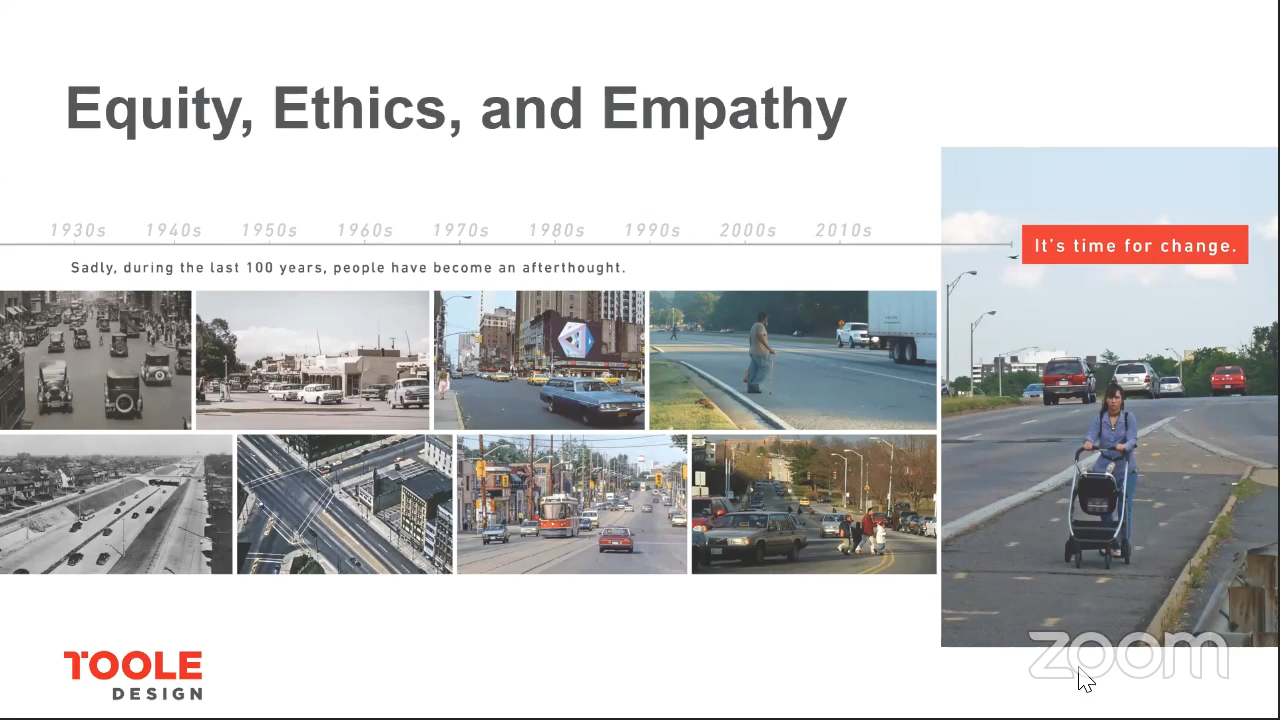 Equity, Ethics, and Empathy
1930s 1940s 1950s 1960s 1970s 1980s 1990s 2000s 2010s
It's time for change.
Sadly, during the last 100 years, people have become an afterthought.
TOOLE
DESIGN
zoom